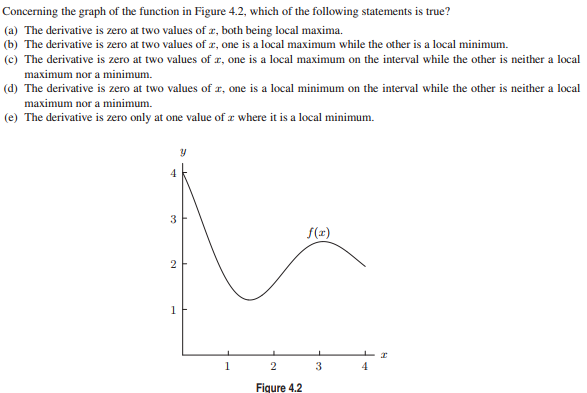 Concerning the graph of the function in Figure 4.2, which of the following statements is true?
(a) The derivative is zero at two values of x, both being local maxima.
(b) The derivative is zero at two values of x, one is a local maximum while the other is a local minimum.
(c) The derivative is zero at two values of x, one is a local maximum on the interval while the other is neither a local
maximum nor a minimum.
(d) The derivative is zero at two values of x, one is a local minimum on the interval while the other is neither a local
maximum nor a minimum.
(e) The derivative is zero only at one value of x where it is a local minimum.
y
4
3
f(x)
2
1
x
1 2 3 4
Figure 4.2